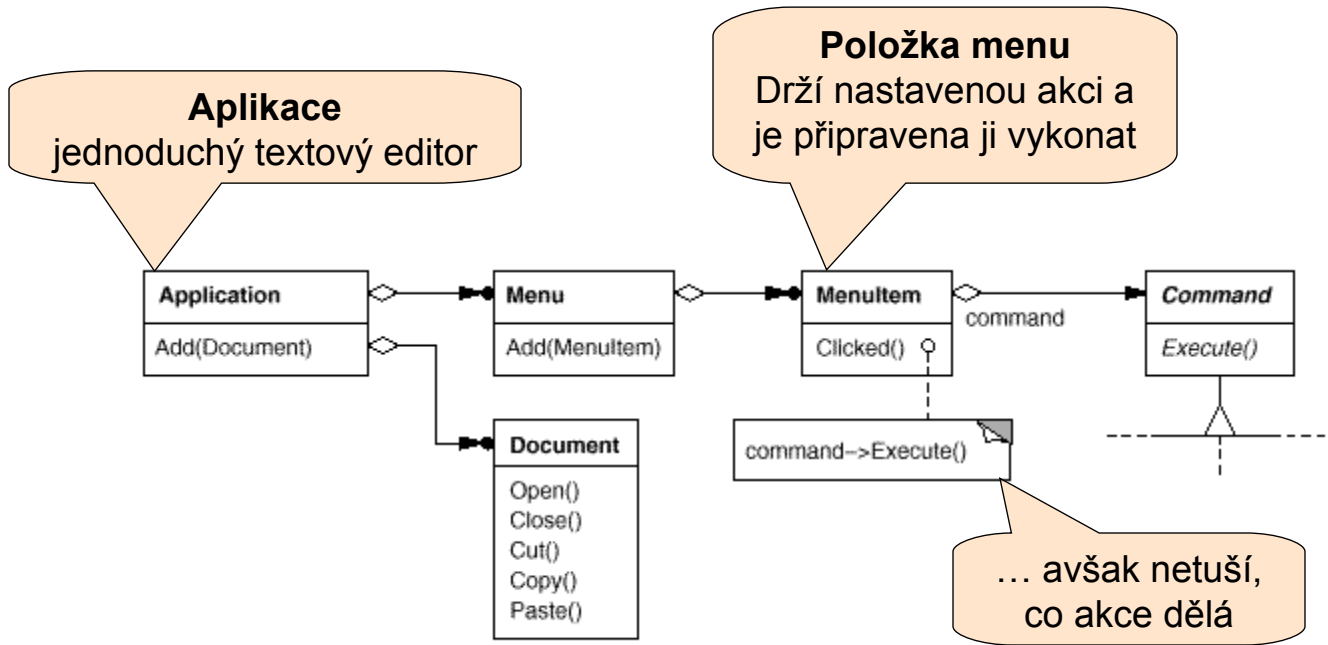 Aplikace
jednoduchý textový editor
Položka menu
Drží nastavenou akci a
je připravena ji vykonat
Application
Add(Document)
Menu
Add(MenuItem)
MenuItem
Clicked()
command
Command
Execute()
command->Execute()
Document
Open()
Close()
Cut()
Copy()
Paste()
… avšak netuší,
co akce dělá